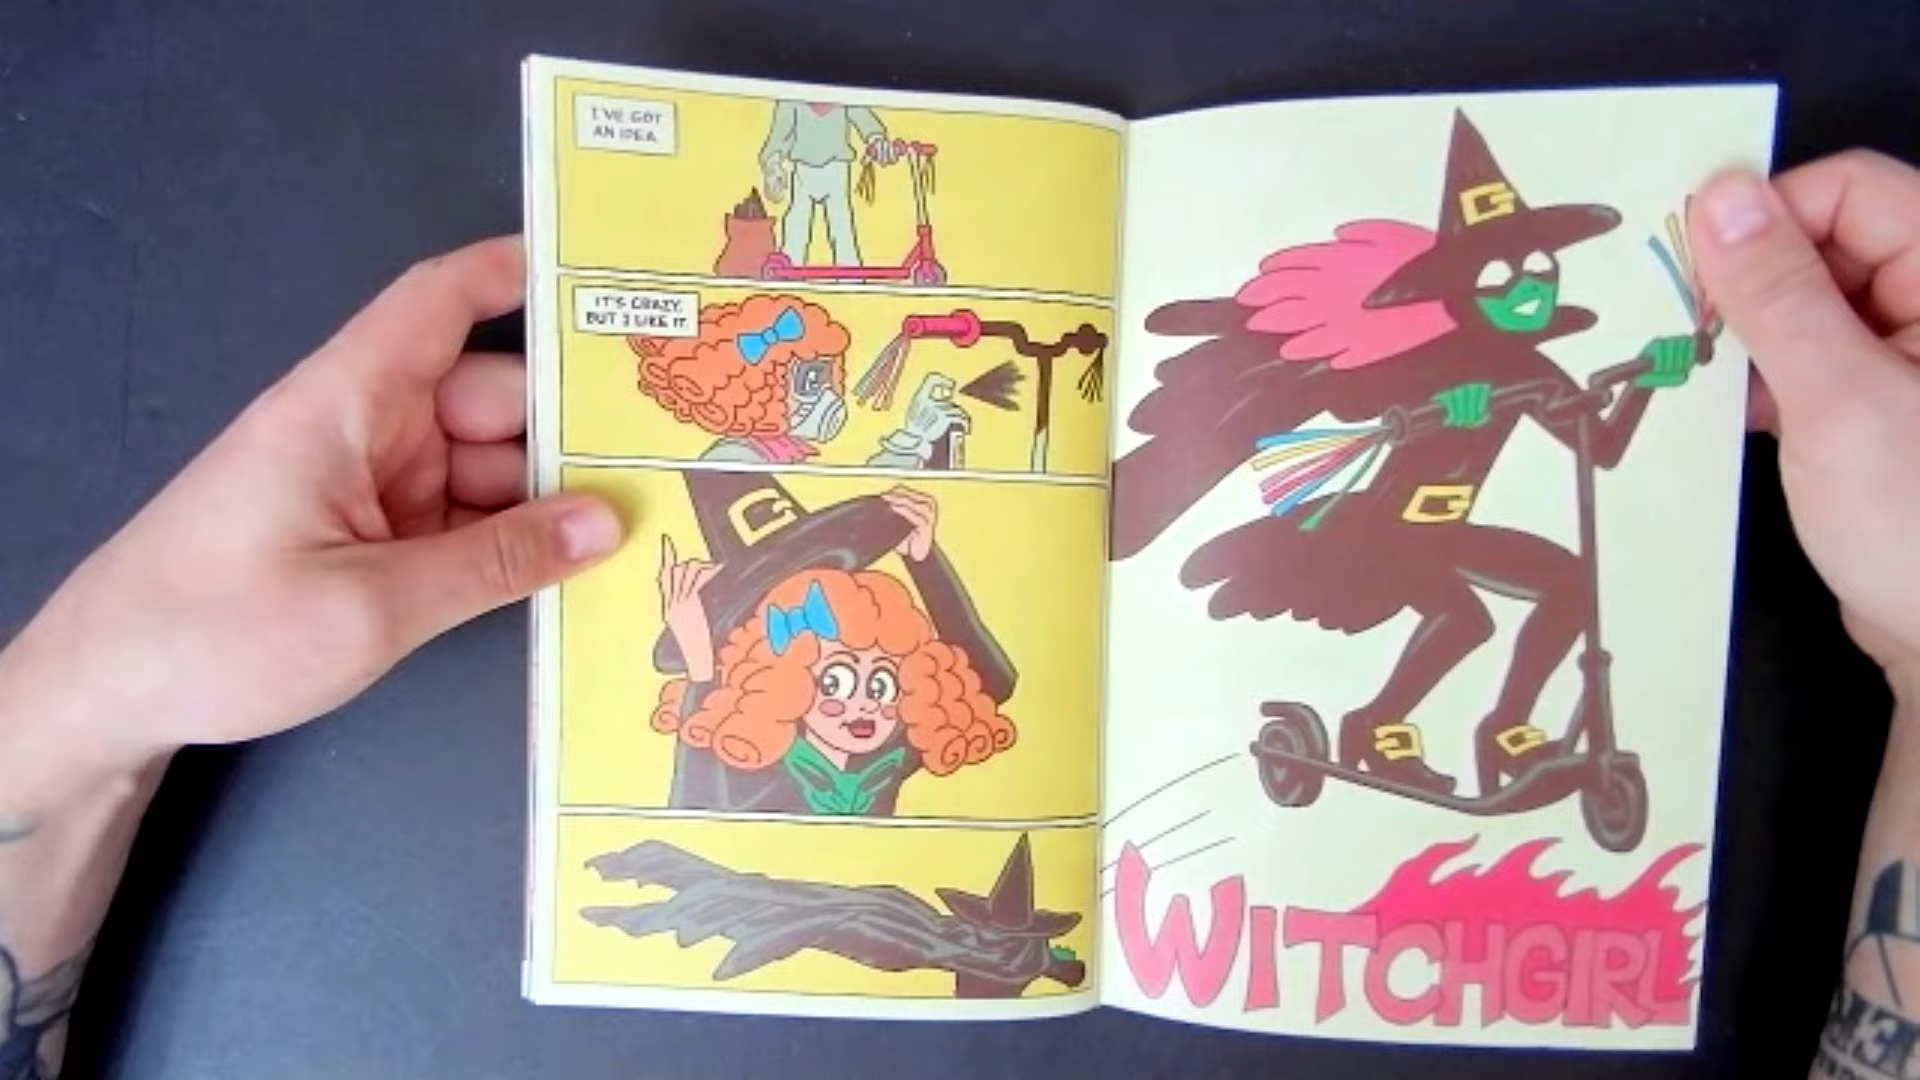 I'VE GOT
AN IDEA.
IT'S CRAZY,
BUT I LIKE IT.
WITCHGIRL